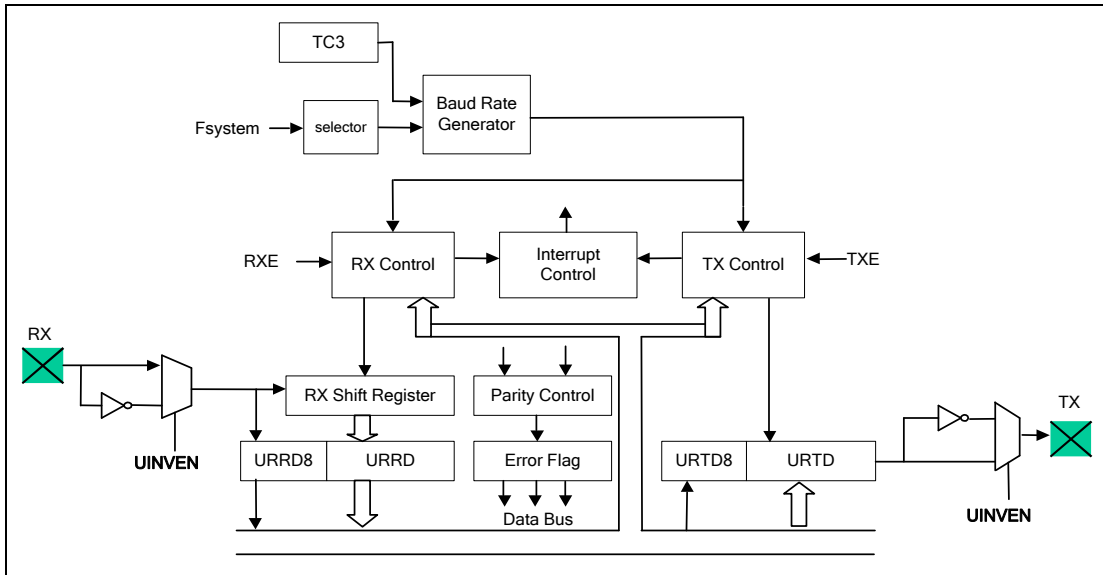 TC3
Baud Rate
Generator
Fsystem
selector
RXE
RX Control
Interrupt
Control
TX Control
TXE
RX
RX Shift Register
Parity Control
TX
UINVEN
URRD8
URRD
Error Flag
URTD8
URTD
Data Bus
UINVEN